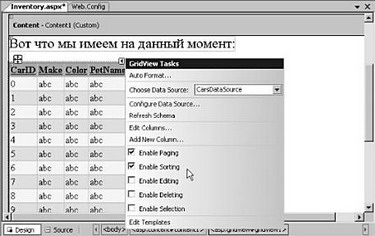 Inventory.aspx* Web.Config
Content - Content1 (Custom)
Вот что мы имеем на данный момент:
CarID Make Color PetName
0 abc abc abc
1 abc abc abc
2 abc abc abc
3 abc abc abc
4 abc abc abc
5 abc abc abc
6 abc abc abc
7 abc abc abc
8 abc abc abc
9 abc abc abc
GridView Tasks
Auto Format...
Choose Data Source: CarsDataSource
Configure Data Source...
Refresh Schema
Edit Columns...
Add New Column...
Enable Paging
Enable Sorting
Enable Editing
Enable Deleting
Enable Selection
Edit Templates
Design Source <body> <asp:content#content1> <asp:gridview#gridview1>